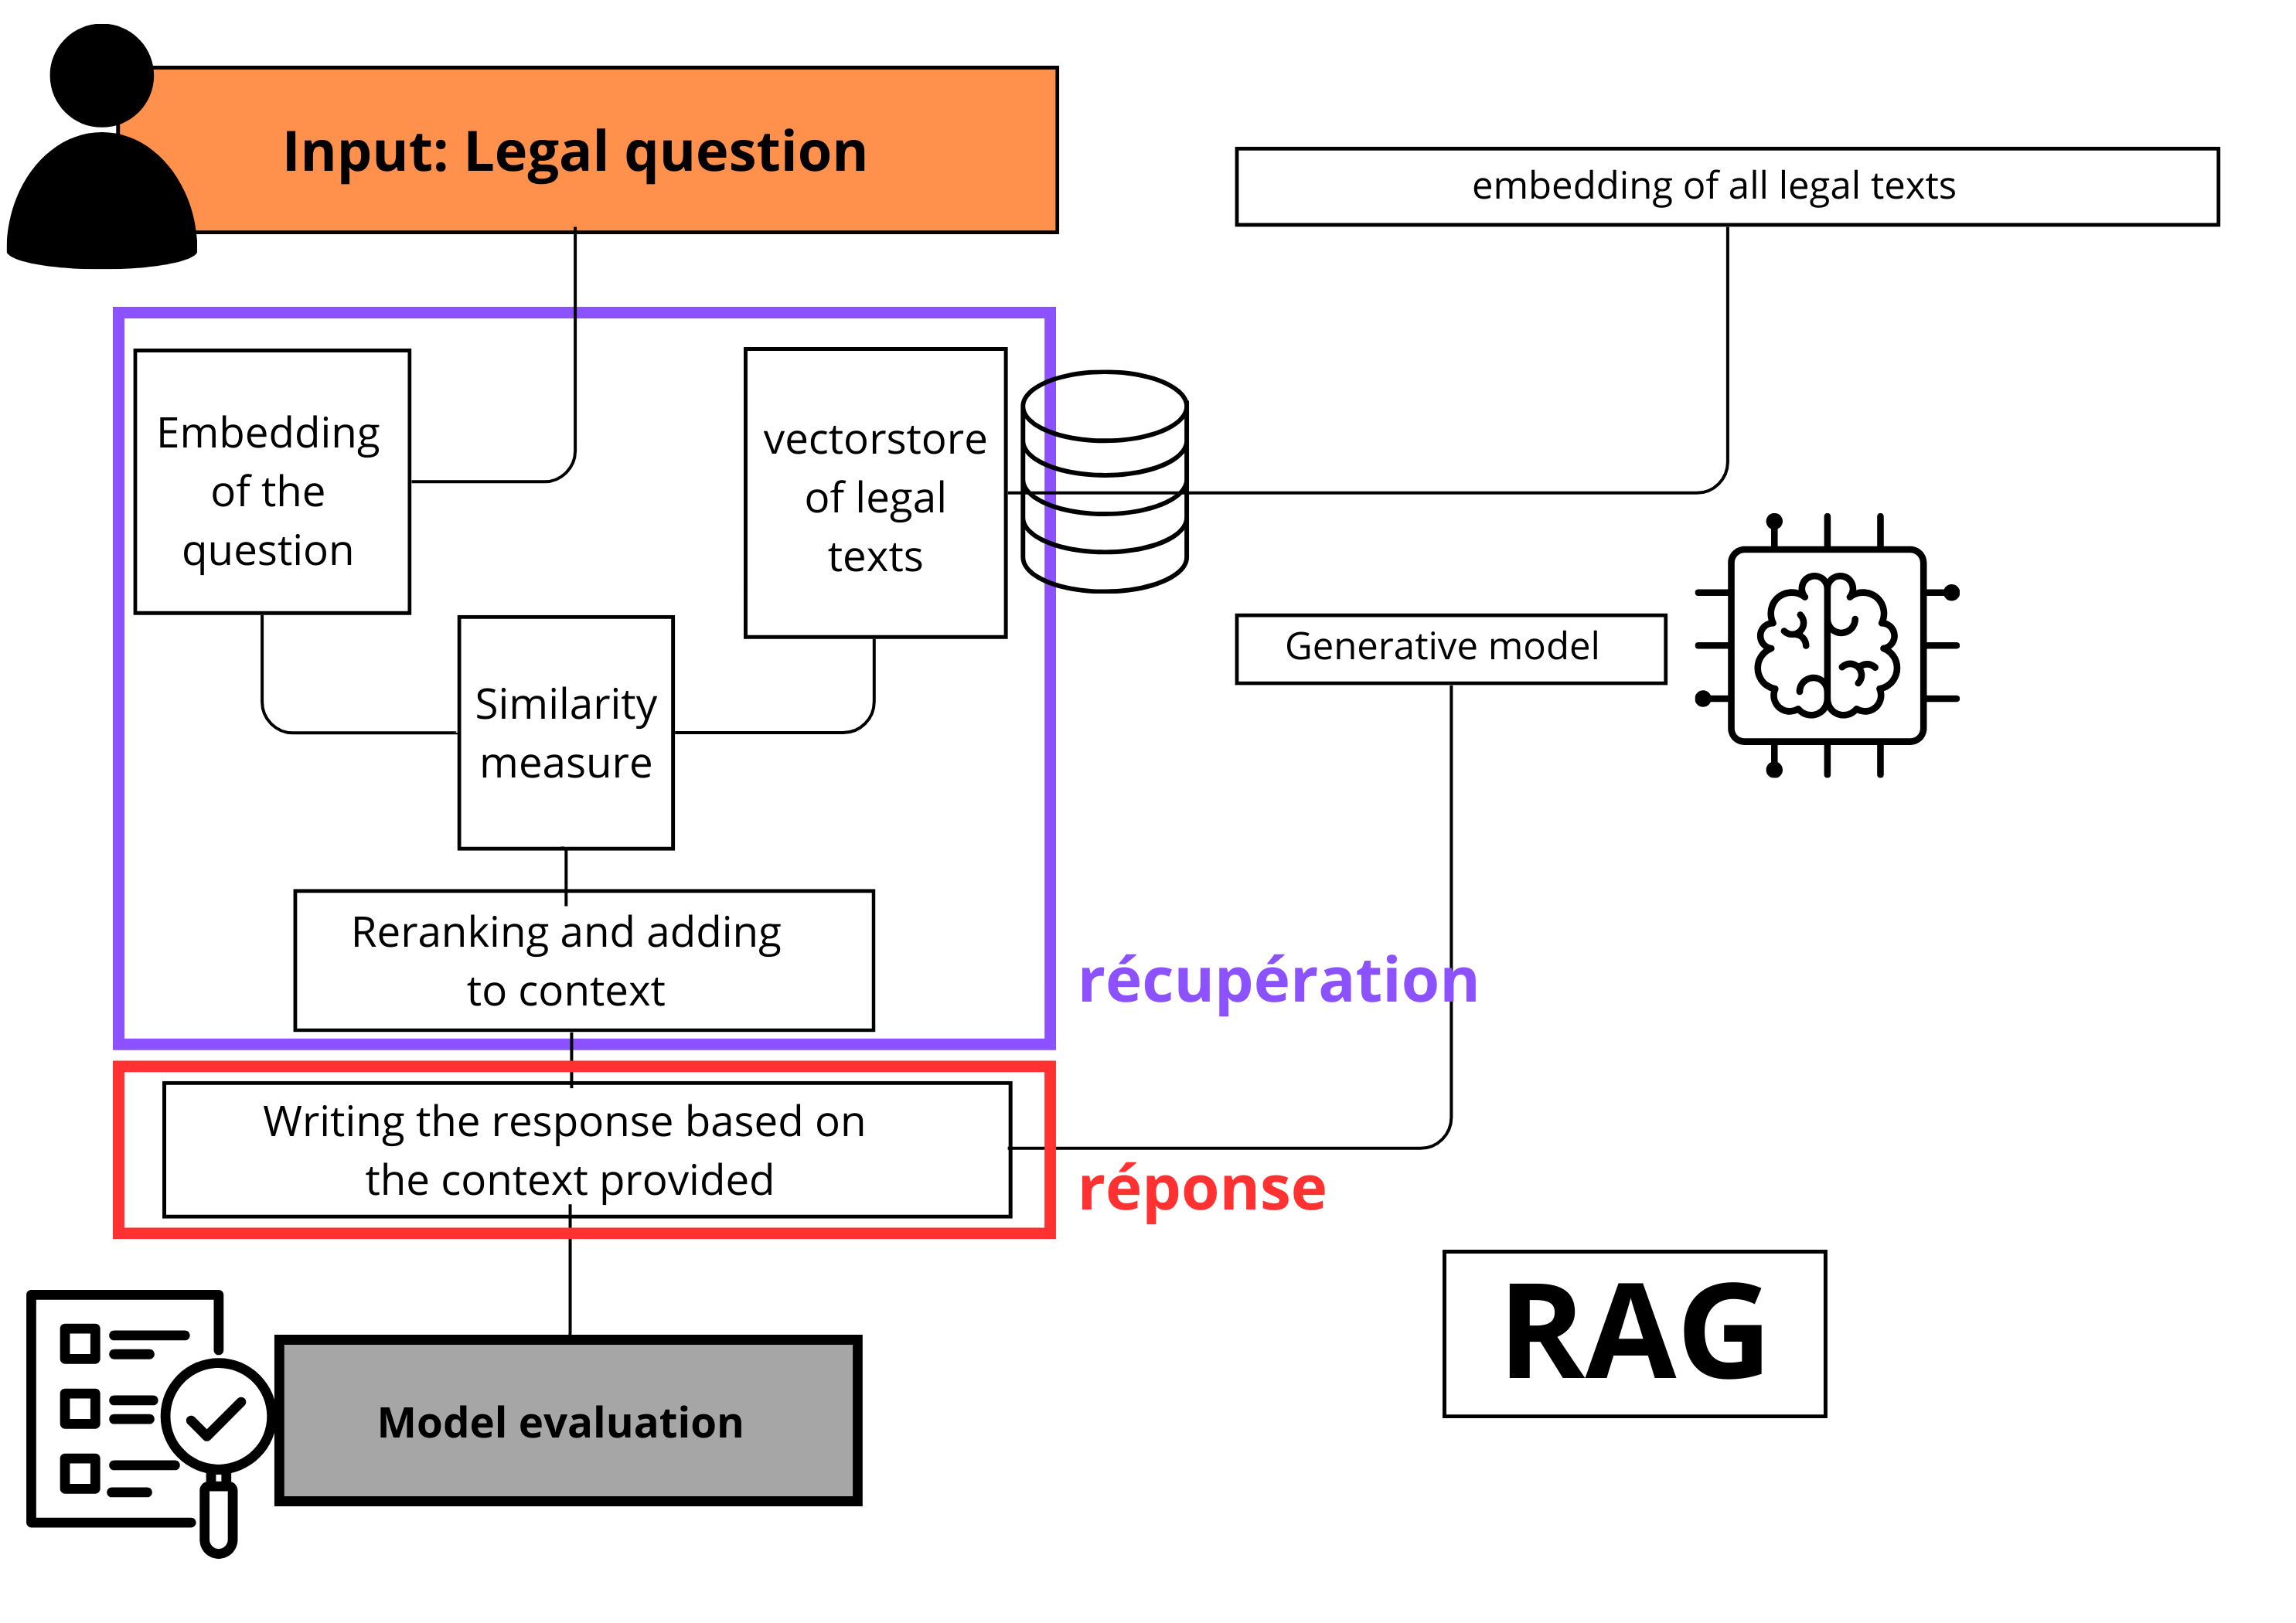 Input: Legal question
embedding of all legal texts
Embedding
of the
question
vectorstore
of legal
texts
Similarity
measure
Generative model
Reranking and adding
to context
récupération
Writing the response based on
the context provided
réponse
RAG
Model evaluation